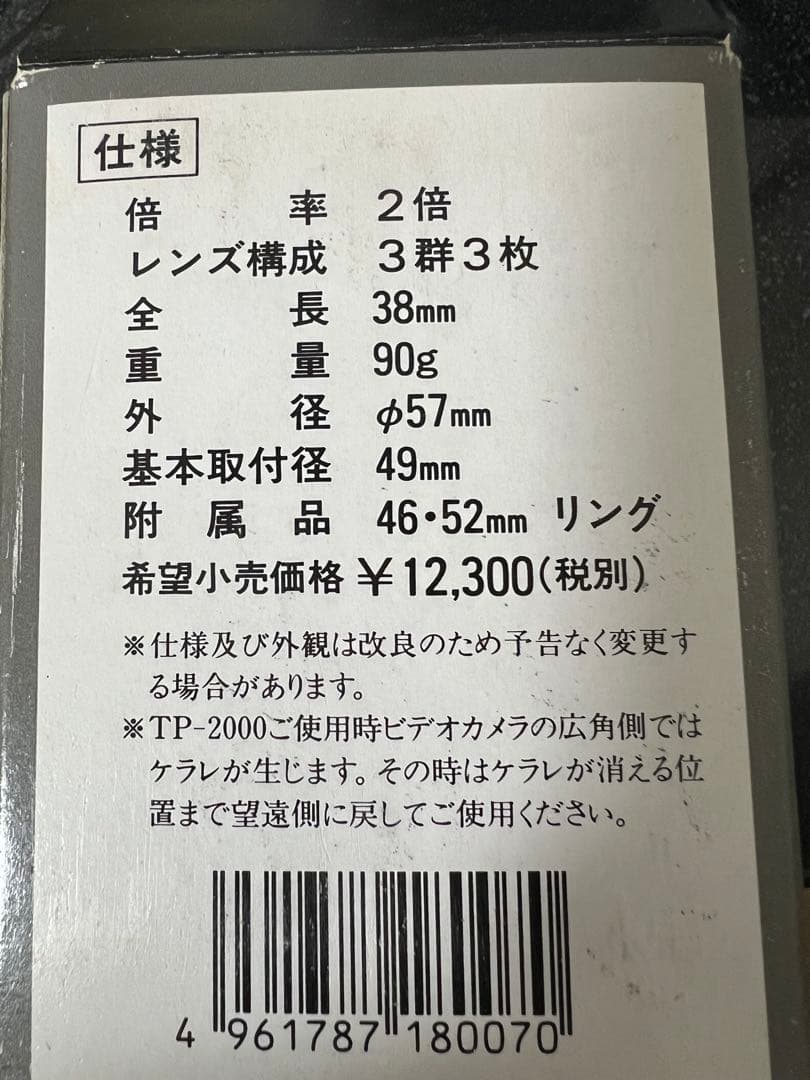 仕様
倍率 2倍
レンズ構成 3群3枚
全長 38mm
重量 90g
外径 φ57mm
基本取付径 49mm
附属品 46・52mm リング
希望小売価格 ¥12,300(税別)
※仕様及び外観は改良のため予告なく変更す
る場合があります。
※TP-2000ご使用時ビデオカメラの広角側では
ケラレが生じます。その時はケラレが消える位
置まで望遠側に戻してご使用ください。
4 961787 180070